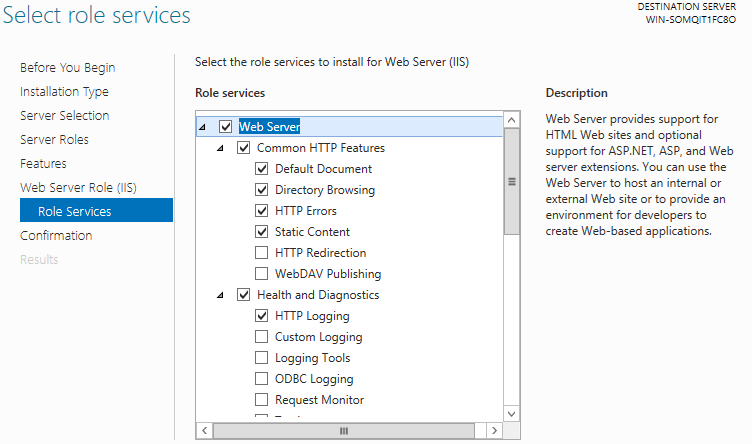 Select role services
DESTINATION SERVER
WIN-SOMQIT1FC8O
Before You Begin
Installation Type
Server Selection
Server Roles
Features
Web Server Role (IIS)
Role Services
Confirmation
Results
Select the role services to install for Web Server (IIS)
Role services
Web Server
Common HTTP Features
Default Document
Directory Browsing
HTTP Errors
Static Content
HTTP Redirection
WebDAV Publishing
Health and Diagnostics
HTTP Logging
Custom Logging
Logging Tools
ODBC Logging
Request Monitor
Description
Web Server provides support for
HTML Web sites and optional
support for ASP.NET, ASP, and Web
server extensions. You can use the
Web Server to host an internal or
external Web site or to provide an
environment for developers to
create Web-based applications.